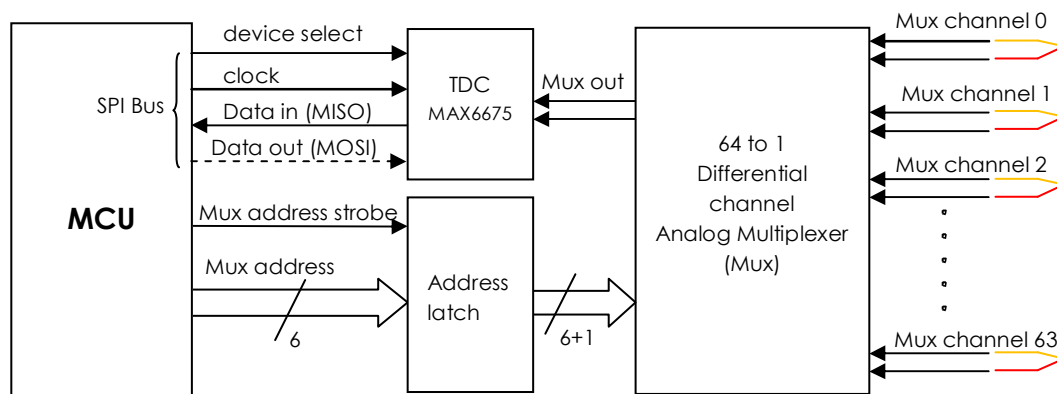 MCU
SPI Bus
device select
clock
Data in (MISO)
Data out (MOSI)
Mux address strobe
Mux address
6
TDC
MAX6675
Address
latch
6+1
Mux out
64 to 1
Differential
channel
Analog Multiplexer
(Mux)
Mux channel 0
Mux channel 1
Mux channel 2
Mux channel 63